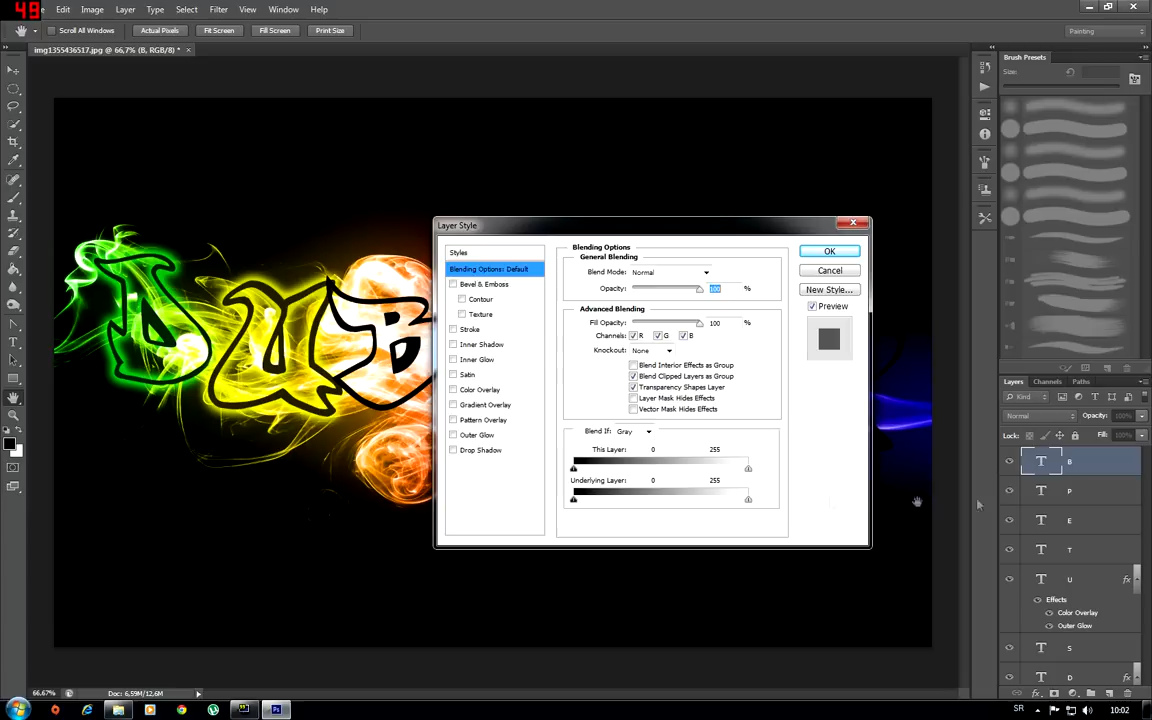 49
Edit Image Layer Type Select Filter View Window Help
Scroll All Windows Actual Pixels Fit Screen Fill Screen Print Size Painting
img1355436517.jpg @ 66,7% (B, RGB/8) * ×
Brush Presets
Size:
DUB
Layer Style
Styles
Blending Options: Default
Bevel & Emboss
Contour
Texture
Stroke
Inner Shadow
Inner Glow
Satin
Color Overlay
Gradient Overlay
Pattern Overlay
Outer Glow
Drop Shadow
Blending Options
General Blending
Blend Mode: Normal
Opacity: 100 %
Advanced Blending
Fill Opacity: 100 %
Channels: R G B
Knockout: None
Blend Interior Effects as Group
Blend Clipped Layers as Group
Transparency Shapes Layer
Layer Mask Hides Effects
Vector Mask Hides Effects
Blend If: Gray
This Layer: 0 255
Underlying Layer: 0 255
OK
Cancel
New Style...
Preview
Layers Channels Paths
Kind
Normal Opacity: 100%
Lock: Fill: 100%
T B
T P
T E
T T
T U fx
Effects
Color Overlay
Outer Glow
T S
T D fx
66.67% Doc: 6,59M/12,6M
Ps
SR 10:02